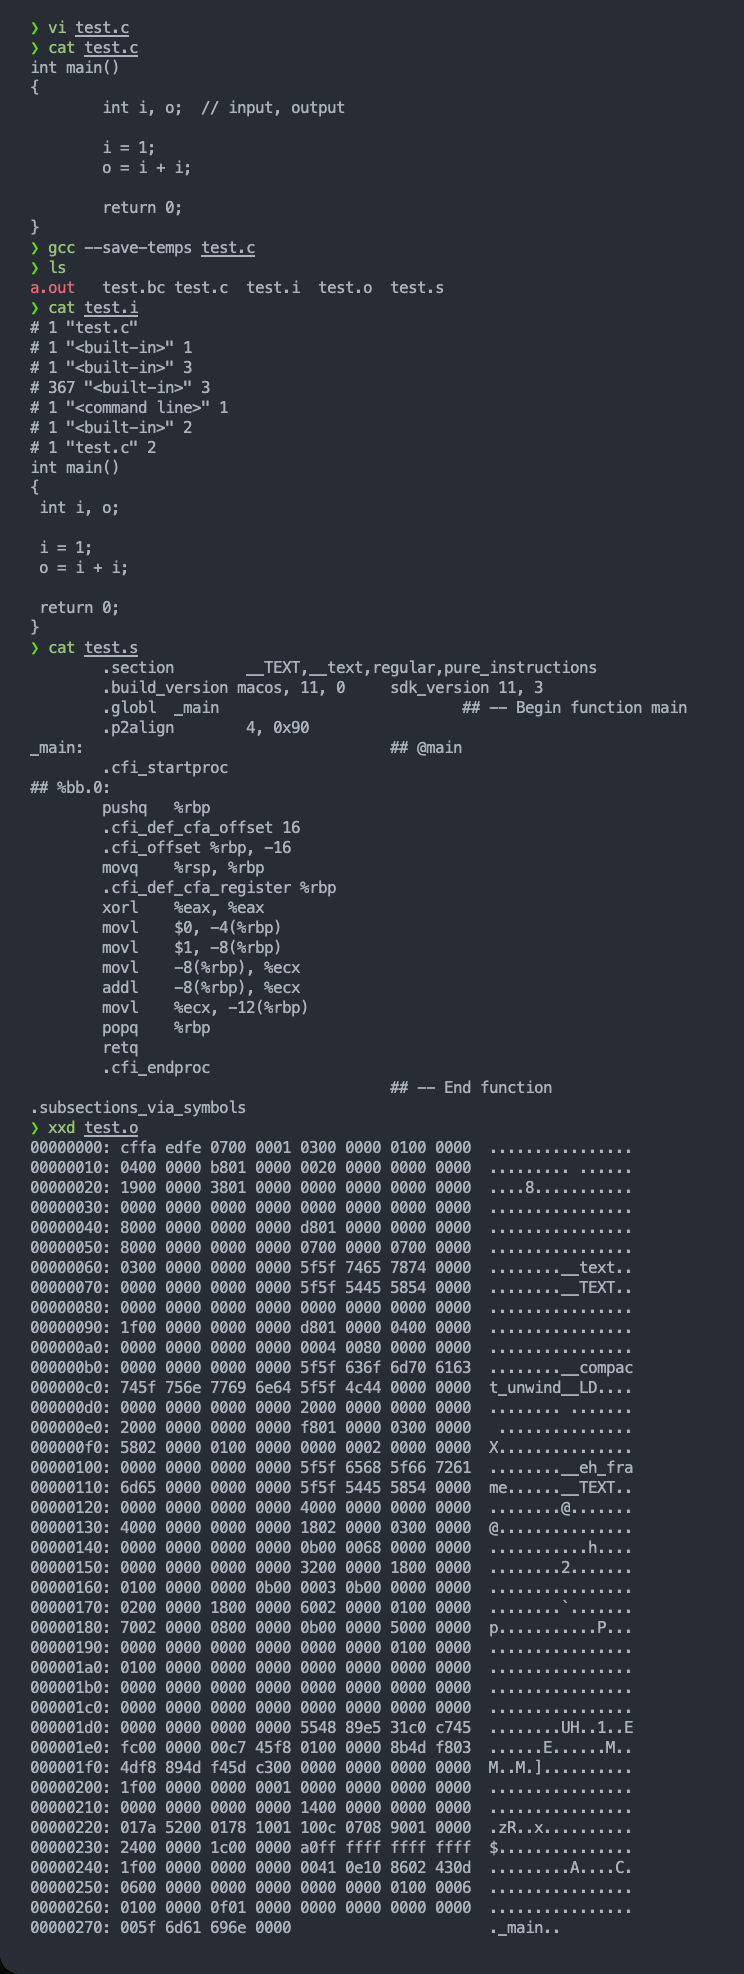 ❯ vi test.c
❯ cat test.c
int main()
{
        int i, o;  // input, output

        i = 1;
        o = i + i;

        return 0;
}
❯ gcc --save-temps test.c
❯ ls
a.out   test.bc test.c  test.i  test.o  test.s
❯ cat test.i
# 1 "test.c"
# 1 "<built-in>" 1
# 1 "<built-in>" 3
# 367 "<built-in>" 3
# 1 "<command line>" 1
# 1 "<built-in>" 2
# 1 "test.c" 2
int main()
{
 int i, o;

 i = 1;
 o = i + i;

 return 0;
}
❯ cat test.s
        .section        __TEXT,__text,regular,pure_instructions
        .build_version macos, 11, 0     sdk_version 11, 3
        .globl  _main                           ## -- Begin function main
        .p2align        4, 0x90
_main:                                  ## @main
        .cfi_startproc
## %bb.0:
        pushq   %rbp
        .cfi_def_cfa_offset 16
        .cfi_offset %rbp, -16
        movq    %rsp, %rbp
        .cfi_def_cfa_register %rbp
        xorl    %eax, %eax
        movl    $0, -4(%rbp)
        movl    $1, -8(%rbp)
        movl    -8(%rbp), %ecx
        addl    -8(%rbp), %ecx
        movl    %ecx, -12(%rbp)
        popq    %rbp
        retq
        .cfi_endproc
                                        ## -- End function
.subsections_via_symbols
❯ xxd test.o
00000000: cffa edfe 0700 0001 0300 0000 0100 0000  ................
00000010: 0400 0000 b801 0000 0020 0000 0000 0000  ......... ......
00000020: 1900 0000 3801 0000 0000 0000 0000 0000  ....8...........
00000030: 0000 0000 0000 0000 0000 0000 0000 0000  ................
00000040: 8000 0000 0000 0000 d801 0000 0000 0000  ................
00000050: 8000 0000 0000 0000 0700 0000 0700 0000  ................
00000060: 0300 0000 0000 0000 5f5f 7465 7874 0000  ........__text..
00000070: 0000 0000 0000 0000 5f5f 5445 5854 0000  ........__TEXT..
00000080: 0000 0000 0000 0000 0000 0000 0000 0000  ................
00000090: 1f00 0000 0000 0000 d801 0000 0400 0000  ................
000000a0: 0000 0000 0000 0000 0004 0080 0000 0000  ................
000000b0: 0000 0000 0000 0000 5f5f 636f 6d70 6163  ........__compac
000000c0: 745f 756e 7769 6e64 5f5f 4c44 0000 0000  t_unwind__LD....
000000d0: 0000 0000 0000 0000 2000 0000 0000 0000  ........ .......
000000e0: 2000 0000 0000 0000 f801 0000 0300 0000   ...............
000000f0: 5802 0000 0100 0000 0000 0002 0000 0000  X...............
00000100: 0000 0000 0000 0000 5f5f 6568 5f66 7261  ........__eh_fra
00000110: 6d65 0000 0000 0000 5f5f 5445 5854 0000  me......__TEXT..
00000120: 0000 0000 0000 0000 4000 0000 0000 0000  ........@.......
00000130: 4000 0000 0000 0000 1802 0000 0300 0000  @...............
00000140: 0000 0000 0000 0000 0b00 0068 0000 0000  ...........h....
00000150: 0000 0000 0000 0000 3200 0000 1800 0000  ........2.......
00000160: 0100 0000 0000 0b00 0003 0b00 0000 0000  ................
00000170: 0200 0000 1800 0000 6002 0000 0100 0000  ........`.......
00000180: 7002 0000 0800 0000 0b00 0000 5000 0000  p...........P...
00000190: 0000 0000 0000 0000 0000 0000 0100 0000  ................
000001a0: 0100 0000 0000 0000 0000 0000 0000 0000  ................
000001b0: 0000 0000 0000 0000 0000 0000 0000 0000  ................
000001c0: 0000 0000 0000 0000 0000 0000 0000 0000  ................
000001d0: 0000 0000 0000 0000 5548 89e5 31c0 c745  ........UH..1..E
000001e0: fc00 0000 00c7 45f8 0100 0000 8b4d f803  ......E......M..
000001f0: 4df8 894d f45d c300 0000 0000 0000 0000  M..M.]..........
00000200: 1f00 0000 0000 0001 0000 0000 0000 0000  ................
00000210: 0000 0000 0000 0000 1400 0000 0000 0000  ................
00000220: 017a 5200 0178 1001 100c 0708 9001 0000  .zR..x..........
00000230: 2400 0000 1c00 0000 a0ff ffff ffff ffff  $...............
00000240: 1f00 0000 0000 0000 0041 0e10 8602 430d  .........A....C.
00000250: 0600 0000 0000 0000 0000 0000 0100 0006  ................
00000260: 0100 0000 0f01 0000 0000 0000 0000 0000  ................
00000270: 005f 6d61 696e 0000                      ._main..